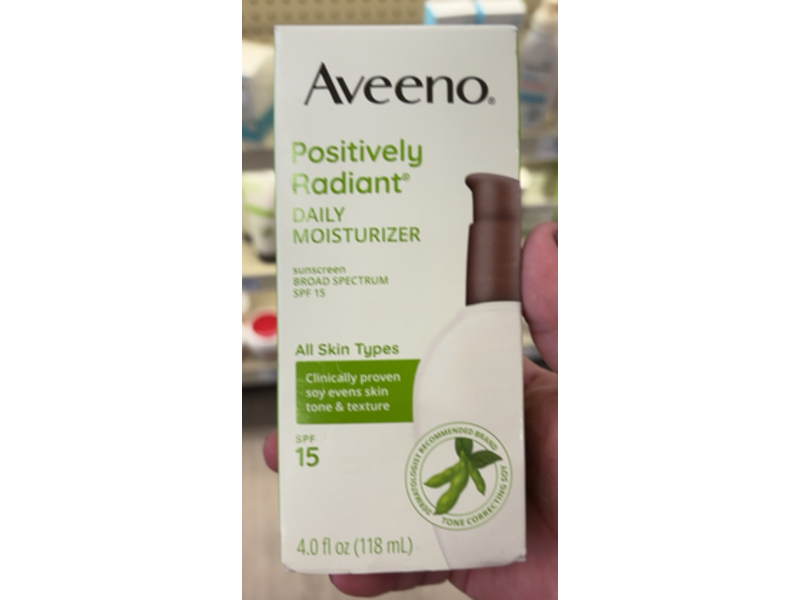 Aveeno®
Positively
Radiant®
DAILY
MOISTURIZER
sunscreen
BROAD SPECTRUM
SPF 15
All Skin Types
Clinically proven
soy evens skin
tone & texture
SPF
15
DERMATOLOGIST RECOMMENDED BRAND
TONE CORRECTING SOY
4.0 fl oz (118 mL)